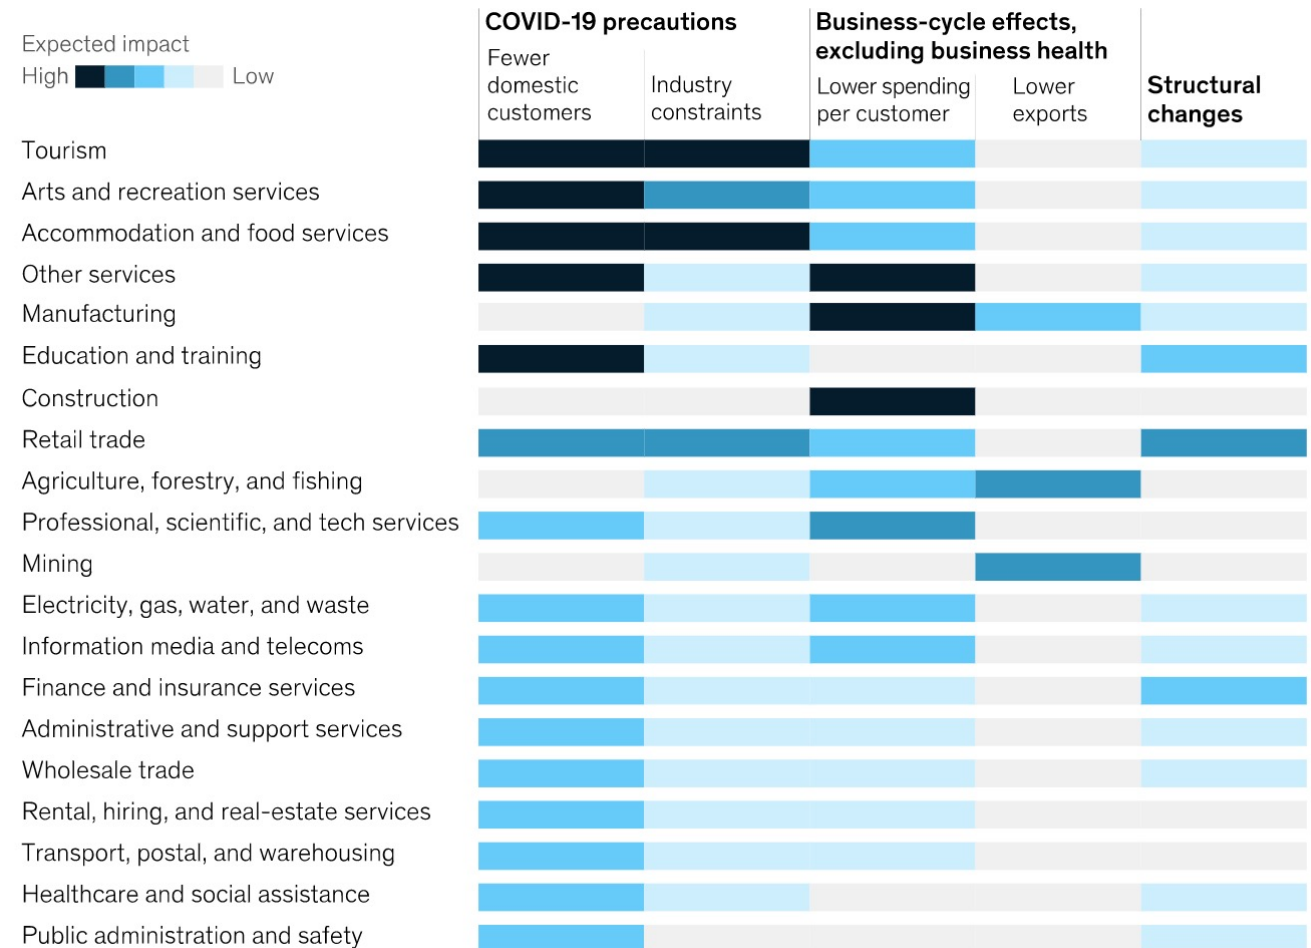 Expected impact
High Low
COVID-19 precautions
Fewer
domestic
customers
Industry
constraints
Business-cycle effects,
excluding business health
Lower spending
per customer
Lower
exports
Structural
changes
Tourism
Arts and recreation services
Accommodation and food services
Other services
Manufacturing
Education and training
Construction
Retail trade
Agriculture, forestry, and fishing
Professional, scientific, and tech services
Mining
Electricity, gas, water, and waste
Information media and telecoms
Finance and insurance services
Administrative and support services
Wholesale trade
Rental, hiring, and real-estate services
Transport, postal, and warehousing
Healthcare and social assistance
Public administration and safety